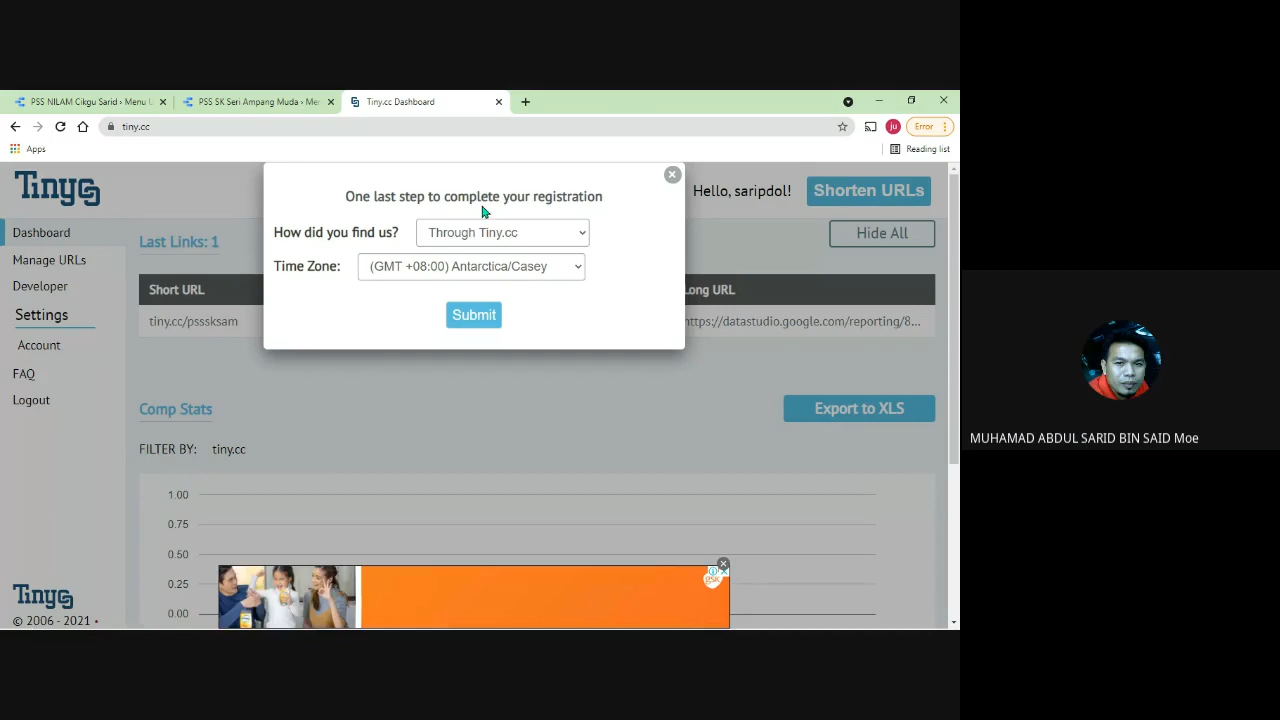 PSS NILAM Cikgu Sarid › Menu U
PSS SK Seri Ampang Muda › Me
Tiny.cc Dashboard
tiny.cc
ju
Error
Apps
Reading list
Tiny
One last step to complete your registration
Hello, saripdol!
Shorten URLs
How did you find us?
Through Tiny.cc
Time Zone:
(GMT +08:00) Antarctica/Casey
Submit
Dashboard
Manage URLs
Developer
Settings
Account
FAQ
Logout
Last Links: 1
Hide All
Short URL
Long URL
tiny.cc/psssksam
https://datastudio.google.com/reporting/8...
Comp Stats
Export to XLS
FILTER BY: tiny.cc
1.00
0.75
0.50
0.25
0.00
Tiny
© 2006 - 2021 •
MUHAMAD ABDUL SARID BIN SAID Moe